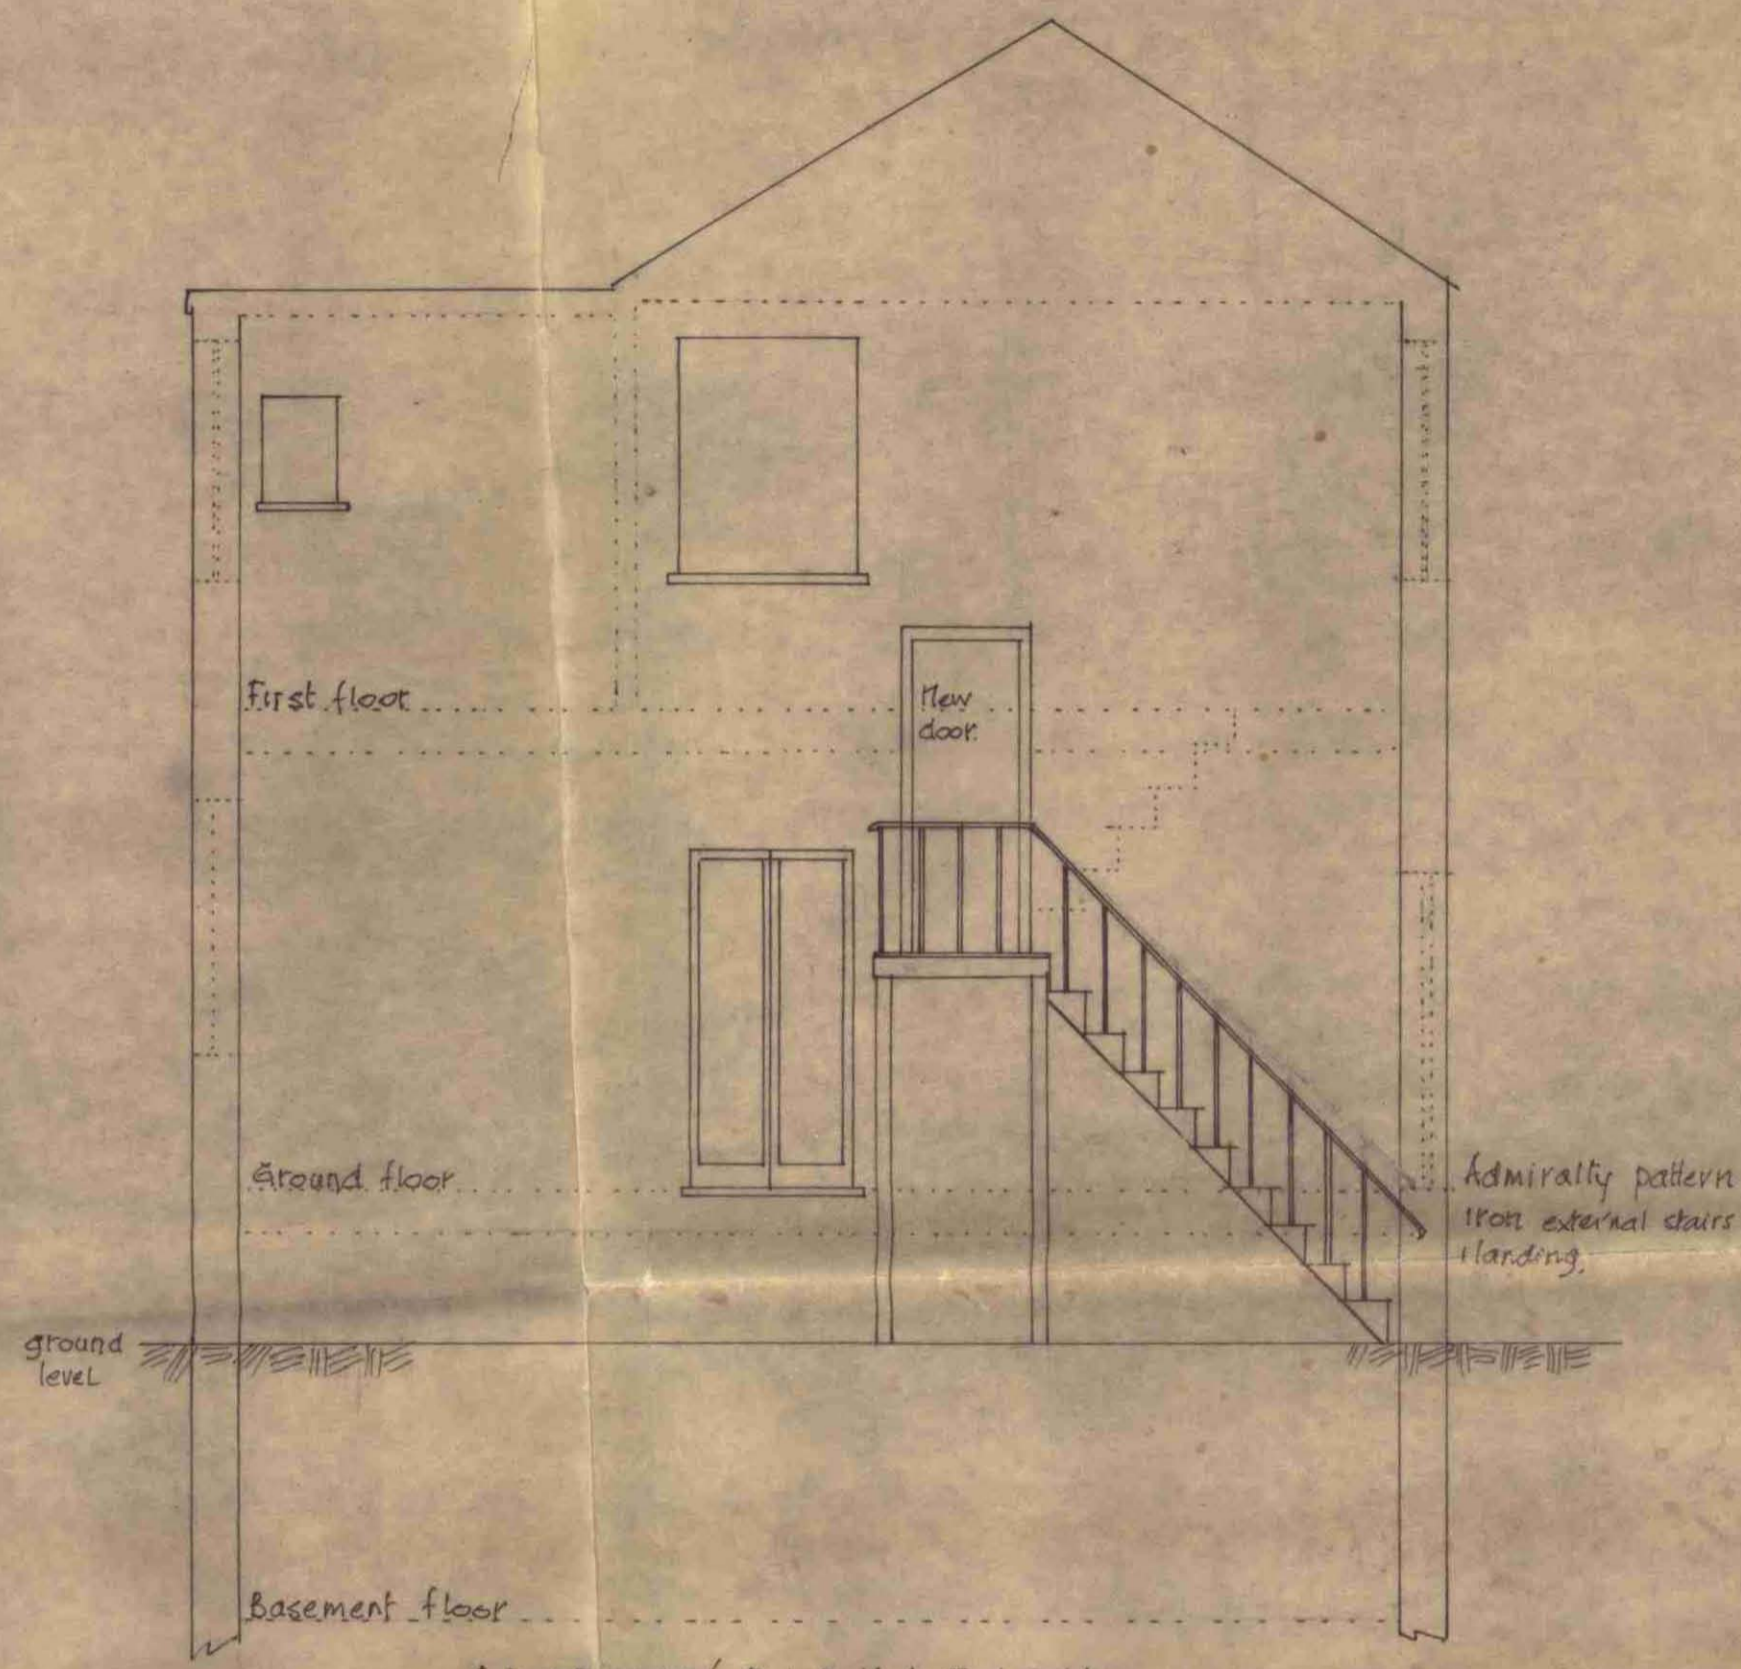 First floor
New
door.
Ground floor
Admiralty pattern
iron external stairs
landing.
ground
level
Basement floor